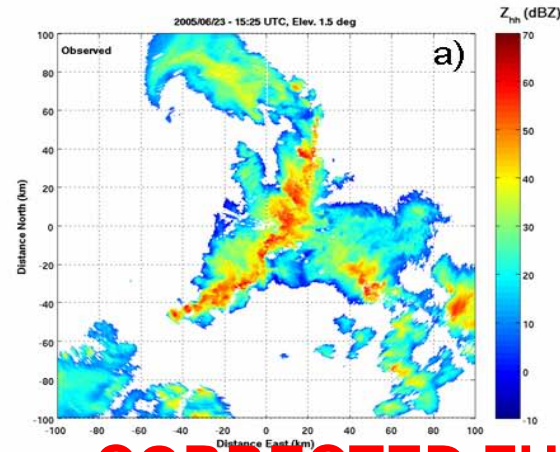 2005/06/23 - 15:25 UTC, Elev. 1.5 deg
Z_hh (dBZ)
Observed
a)
100
80
60
40
20
0
-20
-40
-60
-80
-100
Distance North (km)
-100 -80 -60 -40 -20 0 20 40 60 80 100
Distance East (km)
70
60
50
40
30
20
10
0
-10